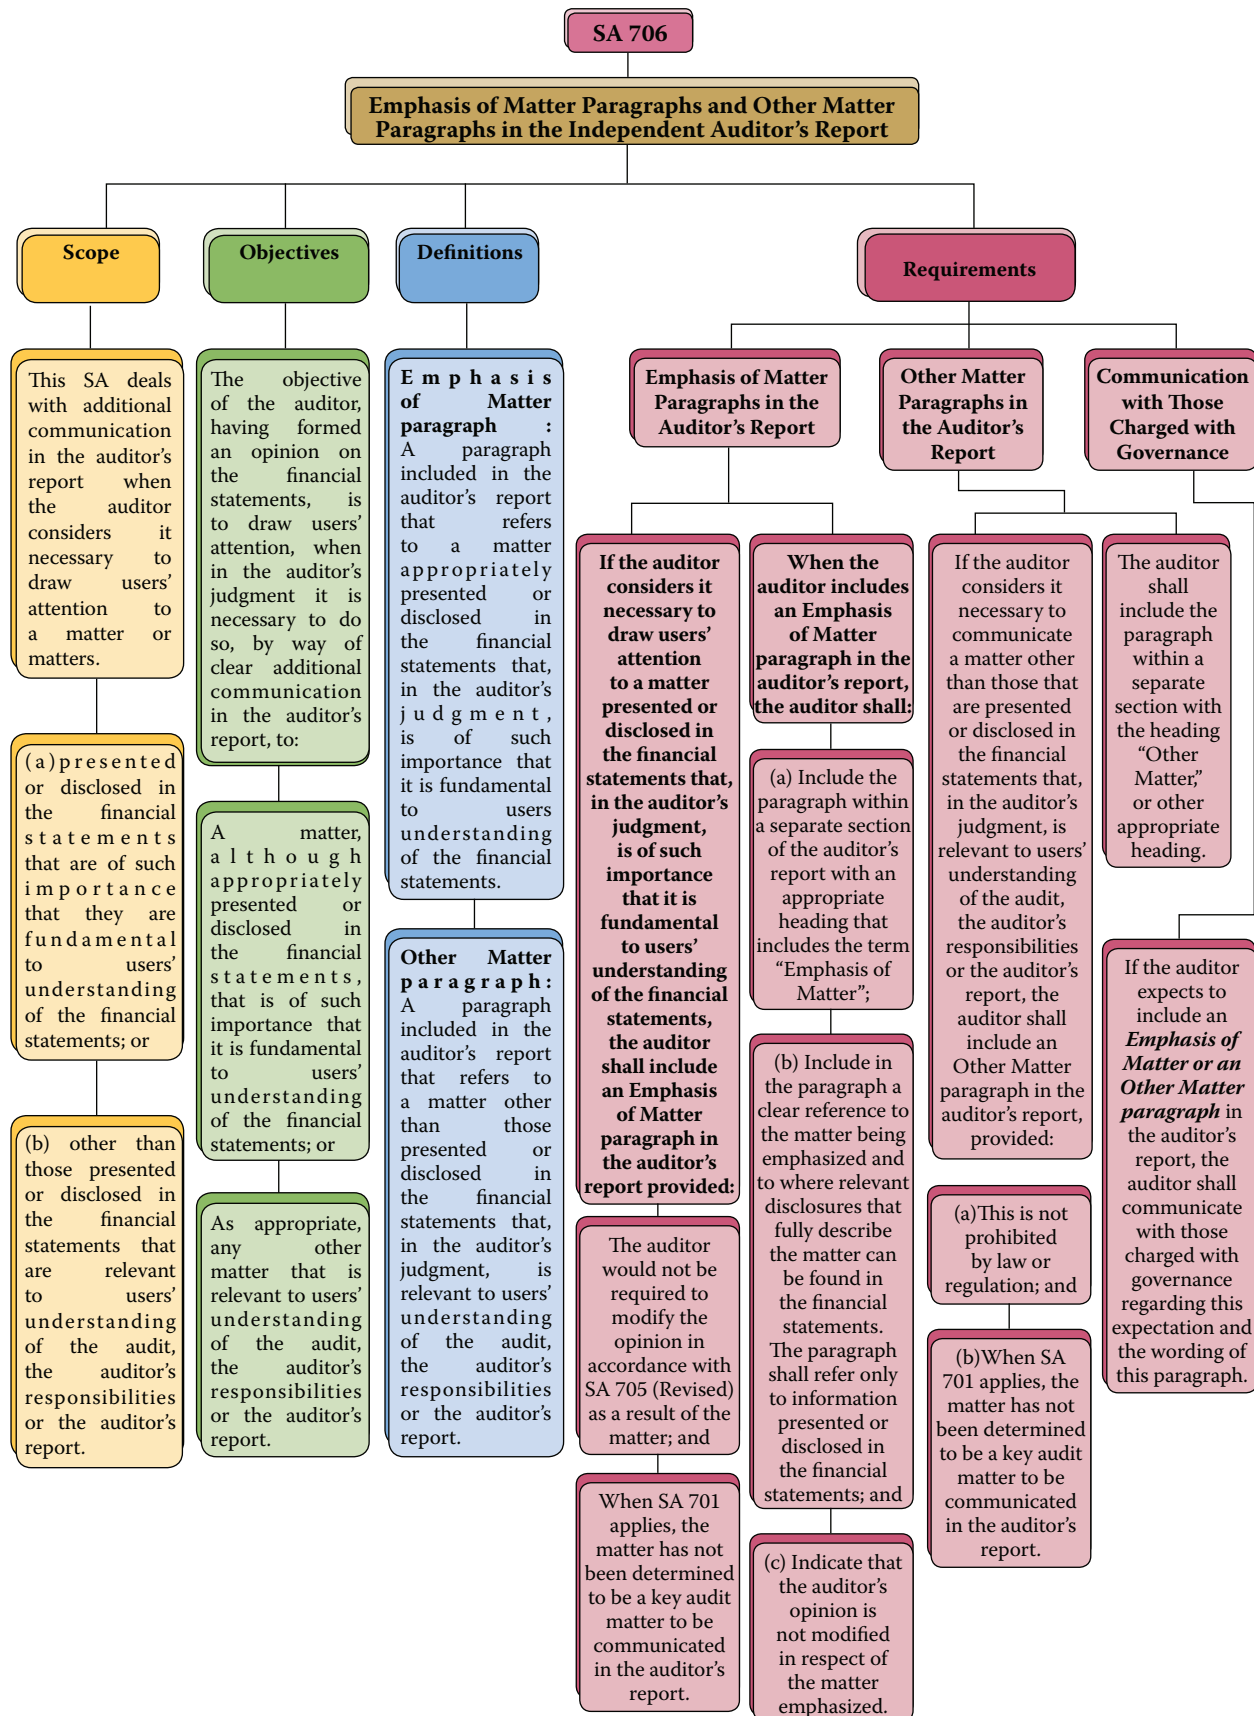 SA 706
Emphasis of Matter Paragraphs and Other Matter
Paragraphs in the Independent Auditor's Report
Scope
This SA deals
with additional
communication
in the auditor's
report when
the auditor
considers it
necessary to
draw users'
attention to
a matter or
matters.
(a) presented
or disclosed in
the financial
statements
that are of such
importance
that they are
fundamental
to users'
understanding
of the financial
statements; or
(b) other than
those presented
or disclosed in
the financial
statements that
are relevant
to users'
understanding
of the audit,
the auditor's
responsibilities
or the auditor's
report.
Objectives
The objective
of the auditor,
having formed
an opinion on
the financial
statements, is
to draw users'
attention, when
in the auditor's
judgment it is
necessary to do
so, by way of
clear additional
communication
in the auditor's
report, to:
A matter,
although
appropriately
presented or
disclosed in
the financial
statements,
that is of such
importance that
it is fundamental
to users'
understanding
of the financial
statements; or
As appropriate,
any other
matter that is
relevant to users'
understanding
of the audit,
the auditor's
responsibilities
or the auditor's
report.
Definitions
Emphasis
of Matter
paragraph :
A paragraph
included in the
auditor's report
that refers
to a matter
appropriately
presented or
disclosed in
the financial
statements that,
in the auditor's
judgment,
is of such
importance that
it is fundamental
to users
understanding
of the financial
statements.
Other Matter
paragraph:
A paragraph
included in the
auditor's report
that refers to
a matter other
than those
presented or
disclosed in
the financial
statements that,
in the auditor's
judgment, is
relevant to users'
understanding
of the audit,
the auditor's
responsibilities
or the auditor's
report.
Requirements
Emphasis of Matter
Paragraphs in the
Auditor's Report
If the auditor
considers it
necessary to
draw users'
attention
to a matter
presented or
disclosed in
the financial
statements that,
in the auditor's
judgment,
is of such
importance
that it is
fundamental
to users'
understanding
of the financial
statements,
the auditor
shall include
an Emphasis
of Matter
paragraph in
the auditor's
report provided:
The auditor
would not be
required to
modify the
opinion in
accordance with
SA 705 (Revised)
as a result of the
matter; and
When SA 701
applies, the
matter has not
been determined
to be a key audit
matter to be
communicated
in the auditor's
report.
When the
auditor includes
an Emphasis
of Matter
paragraph in the
auditor's report,
the auditor shall:
(a) Include the
paragraph within
a separate section
of the auditor's
report with an
appropriate
heading that
includes the term
“Emphasis of
Matter”;
(b) Include in
the paragraph a
clear reference to
the matter being
emphasized and
to where relevant
disclosures that
fully describe
the matter can
be found in
the financial
statements.
The paragraph
shall refer only
to information
presented or
disclosed in
the financial
statements; and
(c) Indicate that
the auditor's
opinion is
not modified
in respect of
the matter
emphasized.
Other Matter
Paragraphs in
the Auditor's
Report
If the auditor
considers it
necessary to
communicate
a matter other
than those that
are presented
or disclosed in
the financial
statements that,
in the auditor's
judgment, is
relevant to users'
understanding
of the audit,
the auditor's
responsibilities
or the auditor's
report, the
auditor shall
include an
Other Matter
paragraph in the
auditor's report,
provided:
(a)This is not
prohibited
by law or
regulation; and
(b)When SA
701 applies, the
matter has not
been determined
to be a key audit
matter to be
communicated
in the auditor's
report.
The auditor
shall
include the
paragraph
within a
separate
section with
the heading
“Other
Matter,”
or other
appropriate
heading.
Communication
with Those
Charged with
Governance
If the auditor
expects to
include an
Emphasis of
Matter or an
Other Matter
paragraph in
the auditor's
report, the
auditor shall
communicate
with those
charged with
governance
regarding this
expectation and
the wording of
this paragraph.